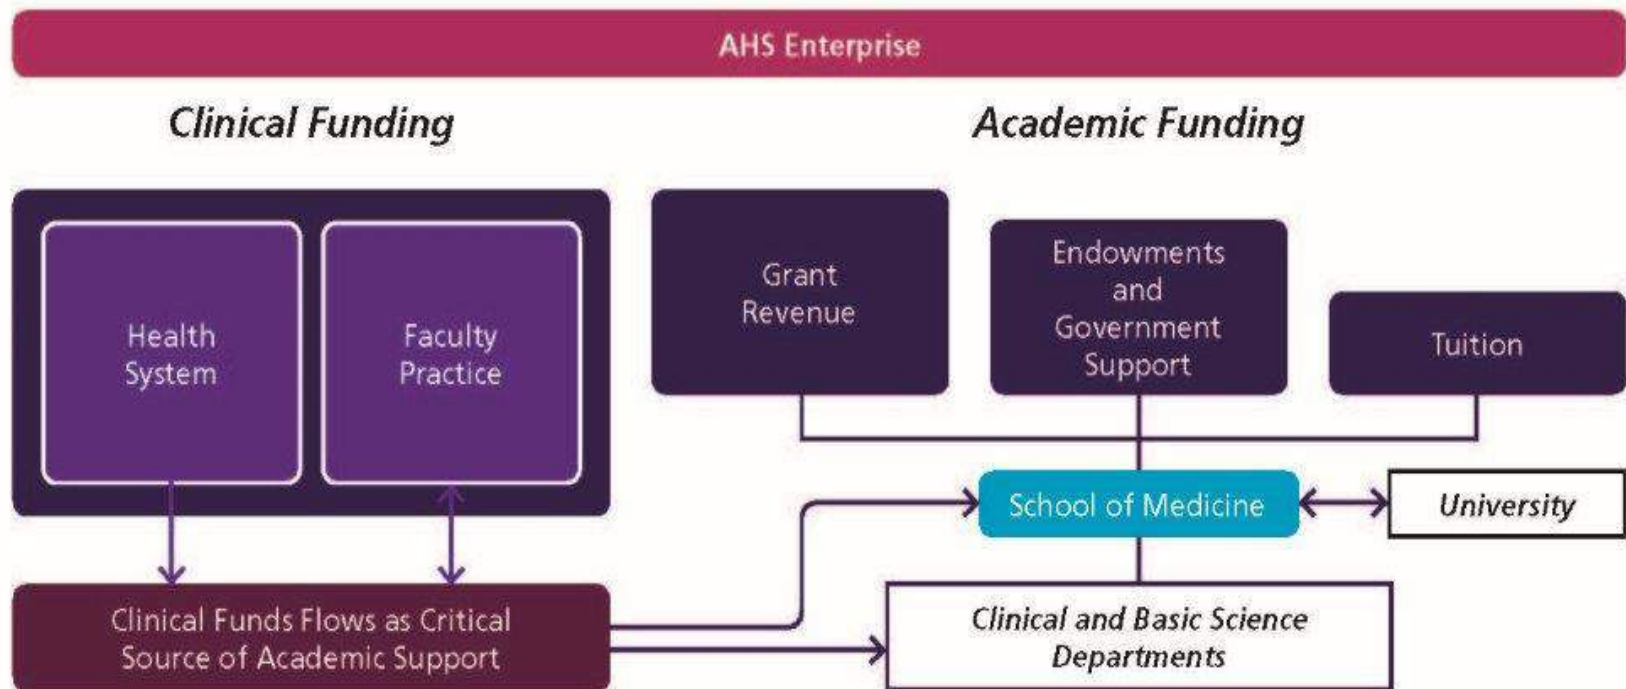 AHS Enterprise
Clinical Funding
Academic Funding
Health
System
Faculty
Practice
Grant
Revenue
Endowments
and
Government
Support
Tuition
School of Medicine
University
Clinical Funds Flows as Critical
Source of Academic Support
Clinical and Basic Science
Departments